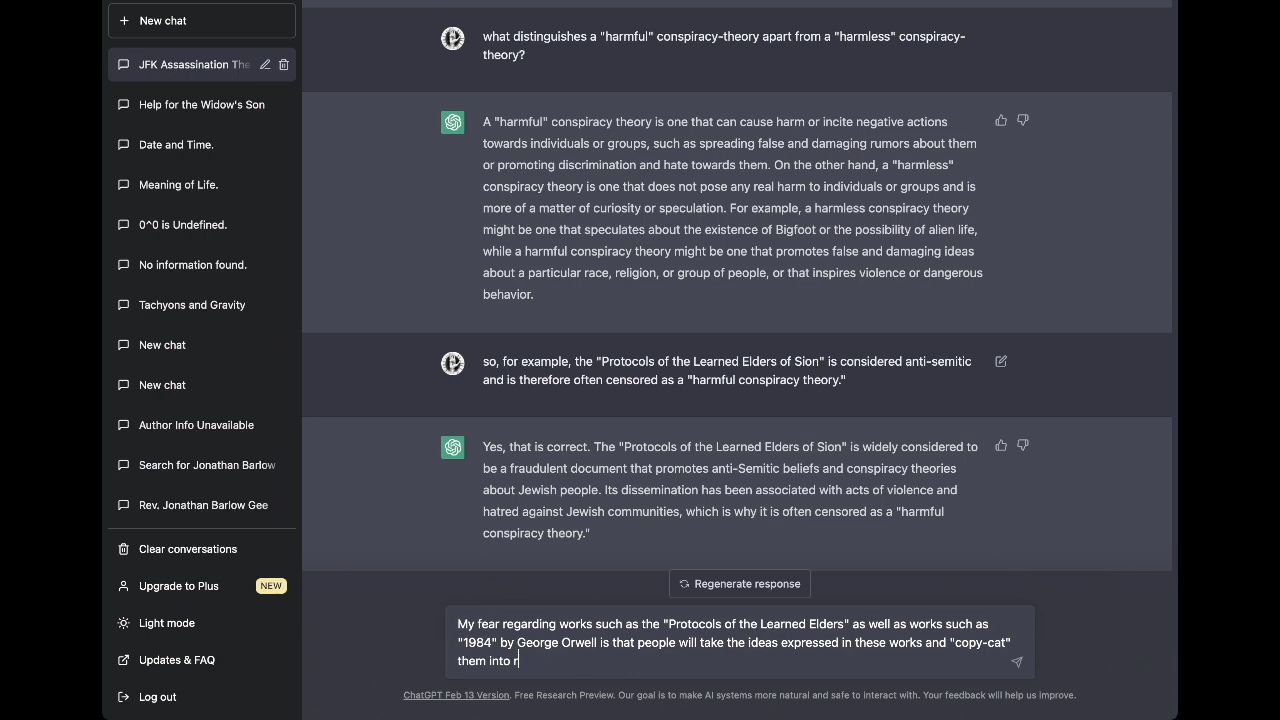 New chat
JFK Assassination The
Help for the Widow's Son
Date and Time.
Meaning of Life.
0^0 is Undefined.
No information found.
Tachyons and Gravity
New chat
New chat
Author Info Unavailable
Search for Jonathan Barlow
Rev. Jonathan Barlow Gee
Clear conversations
Upgrade to Plus NEW
Light mode
Updates & FAQ
Log out
what distinguishes a "harmful" conspiracy-theory apart from a "harmless" conspiracy-
theory?
A "harmful" conspiracy theory is one that can cause harm or incite negative actions
towards individuals or groups, such as spreading false and damaging rumors about them
or promoting discrimination and hate towards them. On the other hand, a "harmless"
conspiracy theory is one that does not pose any real harm to individuals or groups and is
more of a matter of curiosity or speculation. For example, a harmless conspiracy theory
might be one that speculates about the existence of Bigfoot or the possibility of alien life,
while a harmful conspiracy theory might be one that promotes false and damaging ideas
about a particular race, religion, or group of people, or that inspires violence or dangerous
behavior.
so, for example, the "Protocols of the Learned Elders of Sion" is considered anti-semitic
and is therefore often censored as a "harmful conspiracy theory."
Yes, that is correct. The "Protocols of the Learned Elders of Sion" is widely considered to
be a fraudulent document that promotes anti-Semitic beliefs and conspiracy theories
about Jewish people. Its dissemination has been associated with acts of violence and
hatred against Jewish communities, which is why it is often censored as a "harmful
conspiracy theory."
Regenerate response
My fear regarding works such as the "Protocols of the Learned Elders" as well as works such as
"1984" by George Orwell is that people will take the ideas expressed in these works and "copy-cat"
them into r
ChatGPT Feb 13 Version. Free Research Preview. Our goal is to make AI systems more natural and safe to interact with. Your feedback will help us improve.